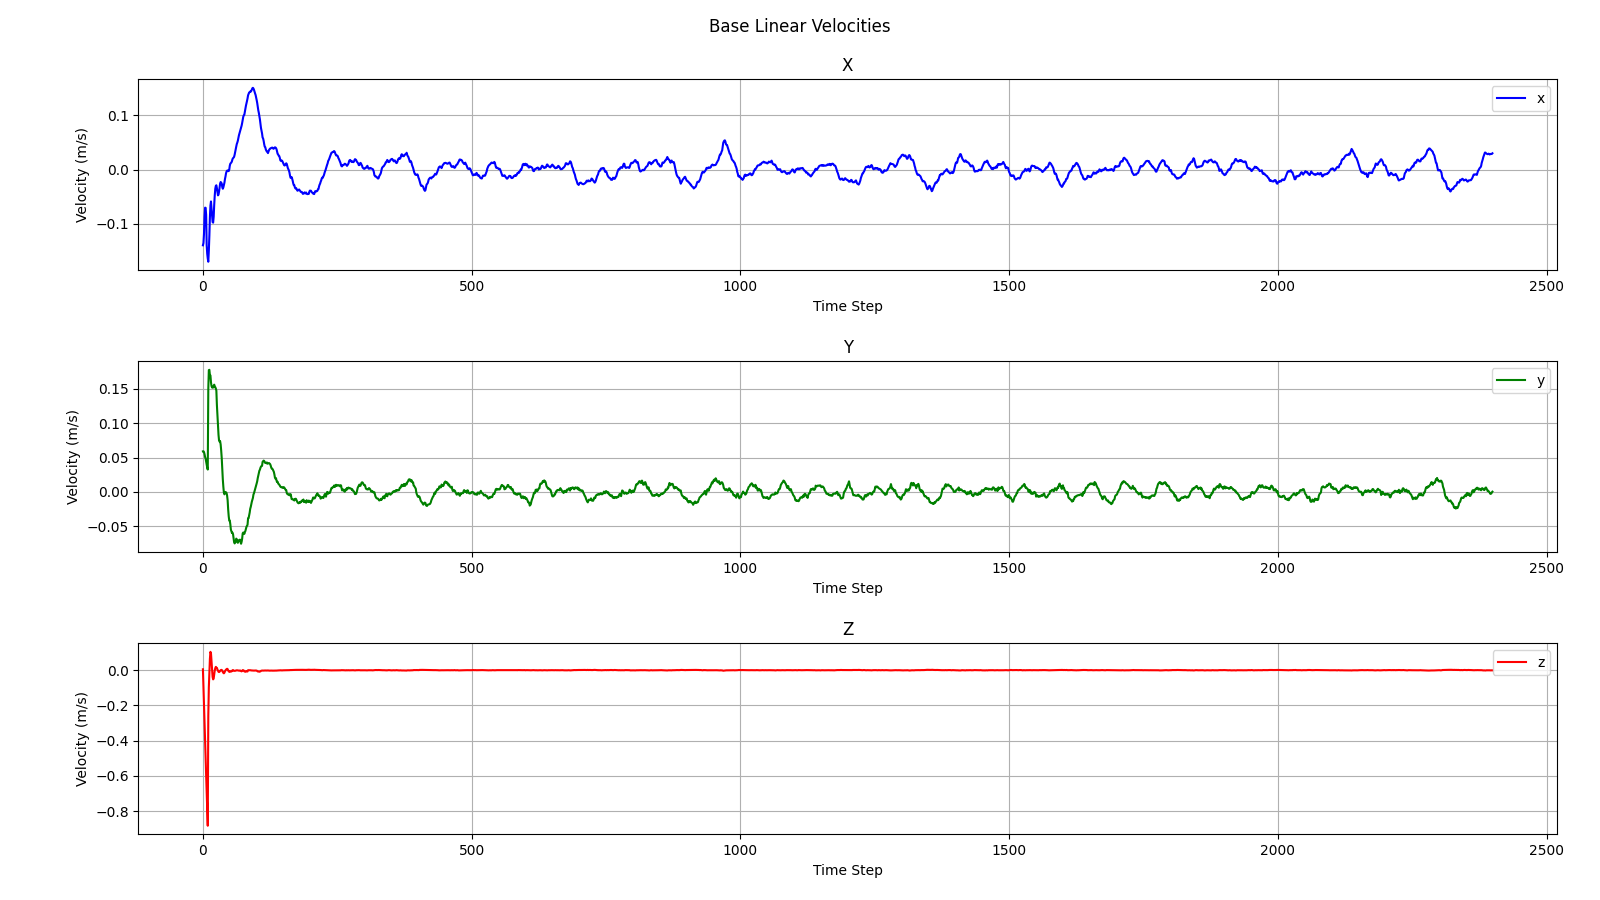 Base Linear Velocities
X
Velocity (m/s)
0.1
0.0
−0.1
x
0 500 1000 1500 2000 2500
Time Step
Y
Velocity (m/s)
0.15
0.10
0.05
0.00
−0.05
y
0 500 1000 1500 2000 2500
Time Step
Z
Velocity (m/s)
0.0
−0.2
−0.4
−0.6
−0.8
z
0 500 1000 1500 2000 2500
Time Step